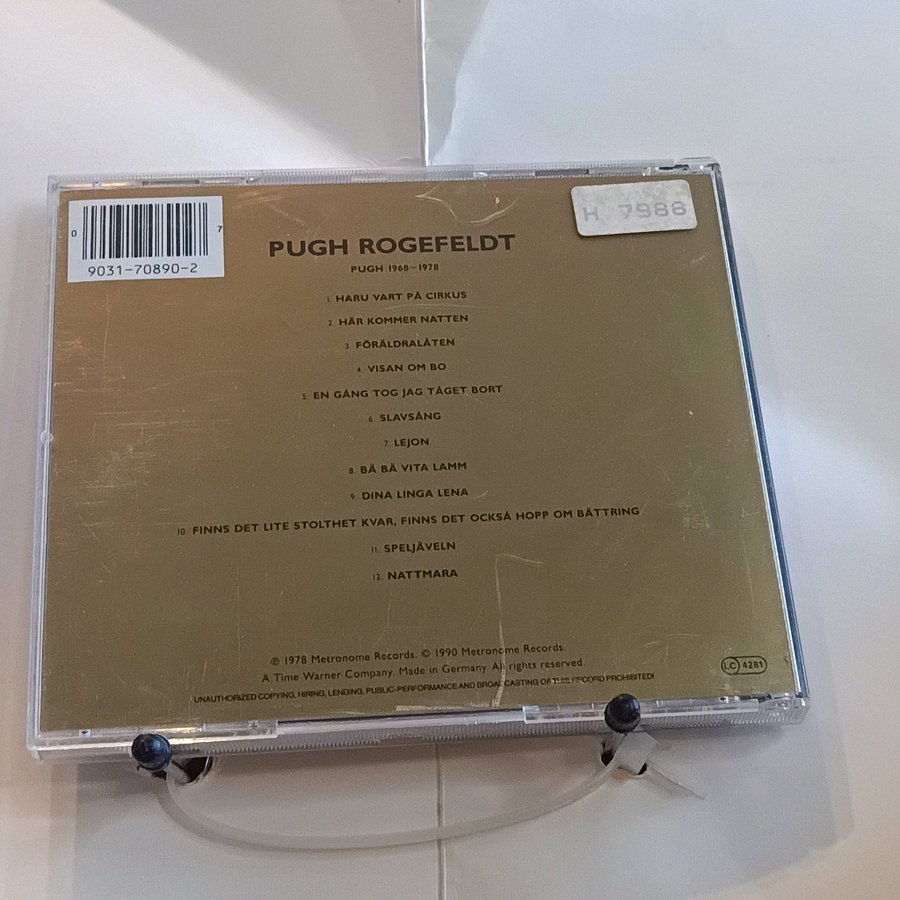 0 7
9031-70890-2
H 7988
PUGH ROGEFELDT
PUGH 1968–1978
1. HARU VART PÅ CIRKUS
2. HÄR KOMMER NATTEN
3. FÖRÄLDRALÅTEN
4. VISAN OM BO
5. EN GÅNG TOG JAG TÅGET BORT
6. SLAVSÅNG
7. LEJON
8. BÄ BÄ VITA LAMM
9. DINA LINGA LENA
10. FINNS DET LITE STOLTHET KVAR, FINNS DET OCKSÅ HOPP OM BÄTTRING
11. SPELJÄVELN
12. NATTMARA
℗ 1978 Metronome Records. © 1990 Metronome Records.
A Time Warner Company. Made in Germany. All rights reserved.
UNAUTHORIZED COPYING, HIRING, LENDING, PUBLIC-PERFORMANCE AND BROADCASTING OF THIS RECORD PROHIBITED!
LC 4281